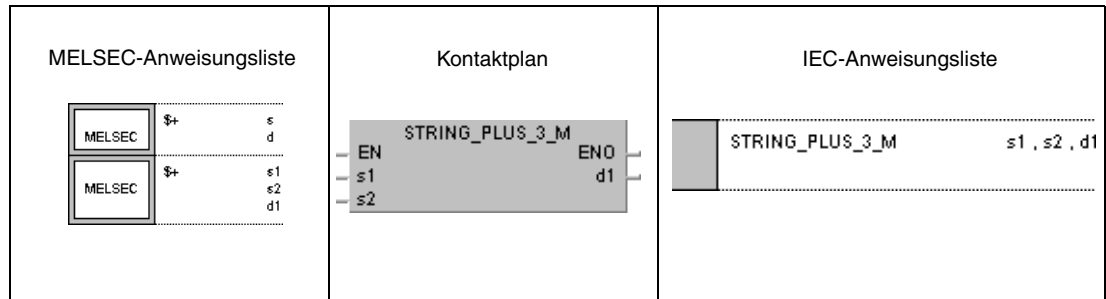 MELSEC-Anweisungsliste
MELSEC $+ s
d
MELSEC $+ s1
s2
d1
Kontaktplan
STRING_PLUS_3_M
EN ENO
s1 d1
s2
IEC-Anweisungsliste
STRING_PLUS_3_M s1 , s2 , d1